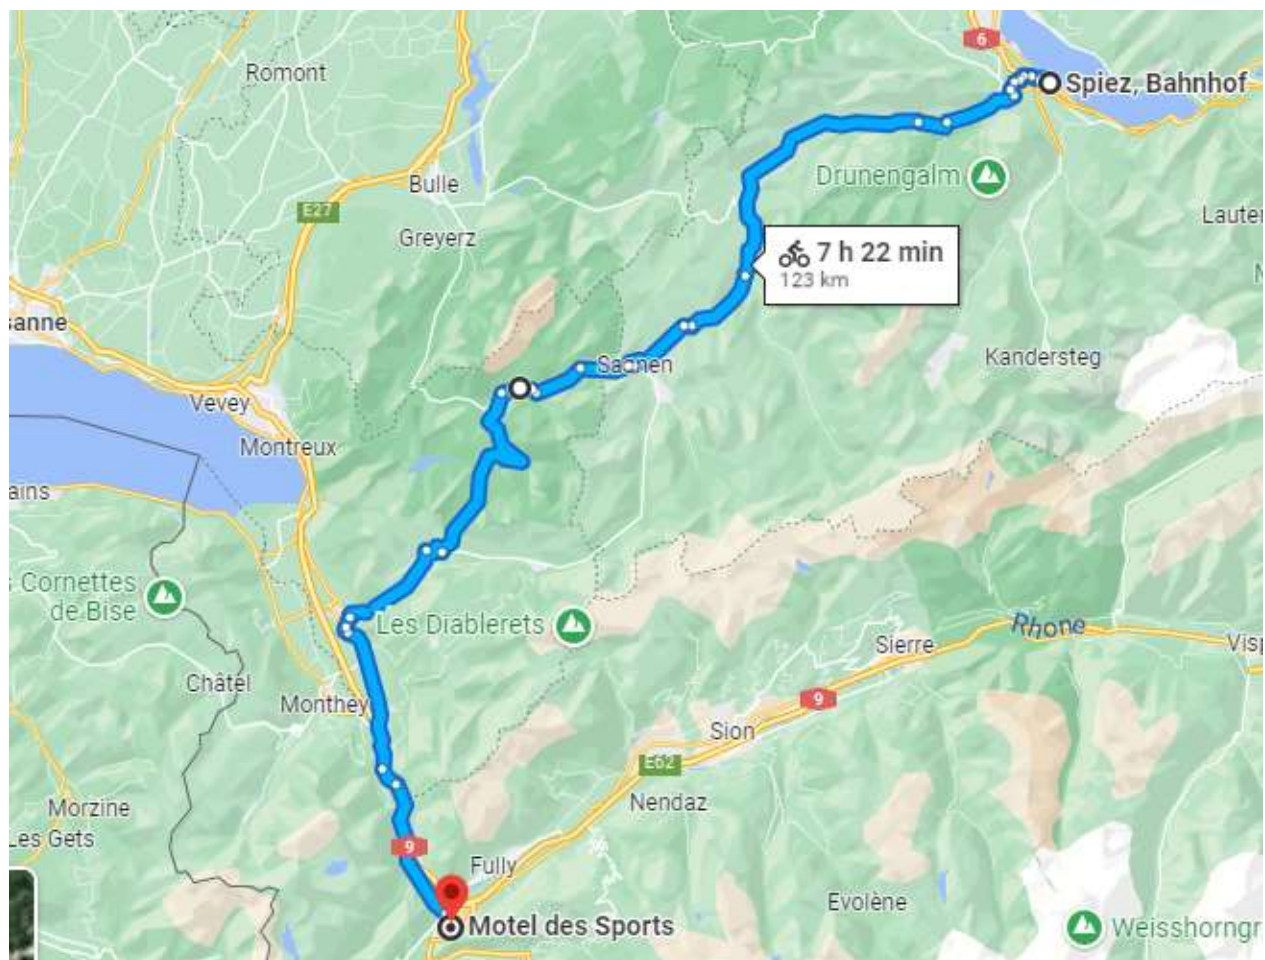 6
Romont
Spiez, Bahnhof
Bulle
Drunengalm
E27
Greyerz
7 h 22 min
123 km
sanne
Saanen
Kandersteg
Vevey
Montreux
ains
Cornettes
de Bise
Les Diablerets
Rhone
Sierre
Visp
Châtel
Monthey
9
Sion
E62
Nendaz
Morzine
Les Gets
9
Fully
Evolène
Motel des Sports
Weisshorngr